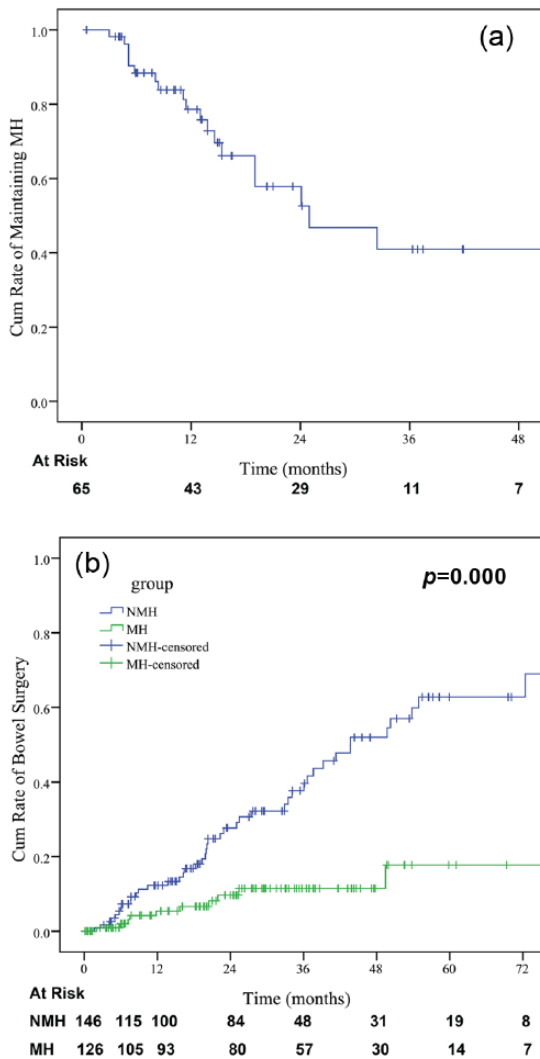 (a)
1.0
0.8
0.6
0.4
0.2
0.0
Cum Rate of Maintaining MH
0 12 24 36 48
At Risk
Time (months)
65 43 29 11 7
(b)
p=0.000
group
NMH
MH
NMH-censored
MH-censored
1.0
0.8
0.6
0.4
0.2
0.0
Cum Rate of Bowel Surgery
0 12 24 36 48 60 72
At Risk
Time (months)
NMH 146 115 100 84 48 31 19 8
MH 126 105 93 80 57 30 14 7